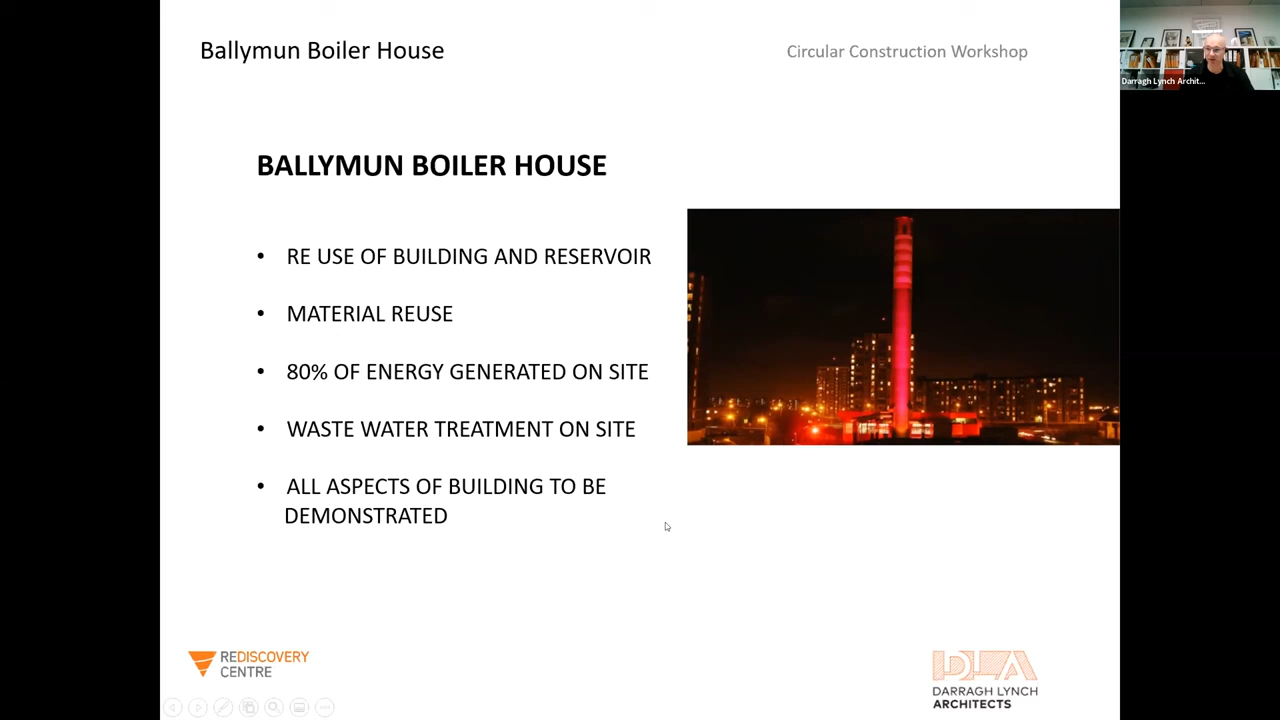 Ballymun Boiler House
Circular Construction Workshop
Darragh Lynch Archit...
BALLYMUN BOILER HOUSE
• RE USE OF BUILDING AND RESERVOIR
• MATERIAL REUSE
• 80% OF ENERGY GENERATED ON SITE
• WASTE WATER TREATMENT ON SITE
• ALL ASPECTS OF BUILDING TO BE
DEMONSTRATED
REDISCOVERY
CENTRE
DLA
DARRAGH LYNCH
ARCHITECTS